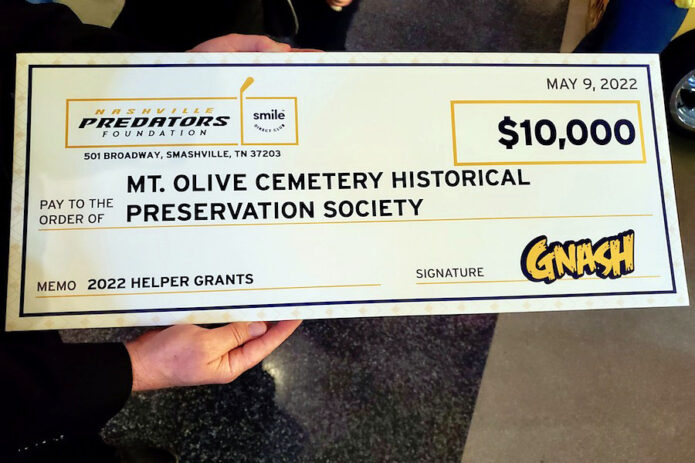 MAY 9, 2022
NASHVILLE
PREDATORS
FOUNDATION
smile
DIRECT CLUB
501 BROADWAY, SMASHVILLE, TN 37203
$10,000
PAY TO THE
ORDER OF
MT. OLIVE CEMETERY HISTORICAL
PRESERVATION SOCIETY
MEMO 2022 HELPER GRANTS
SIGNATURE GNASH